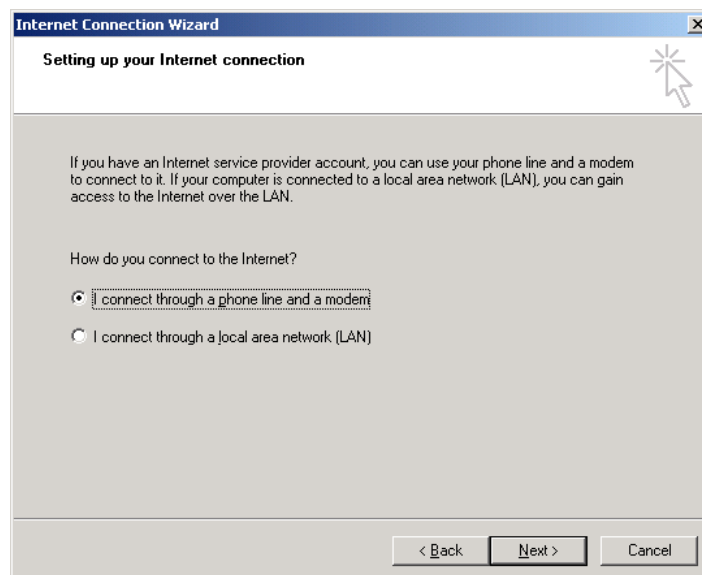 Internet Connection Wizard
Setting up your Internet connection
If you have an Internet service provider account, you can use your phone line and a modem
to connect to it. If your computer is connected to a local area network (LAN), you can gain
access to the Internet over the LAN.
How do you connect to the Internet?
I connect through a phone line and a modem
I connect through a local area network (LAN)
< Back Next > Cancel